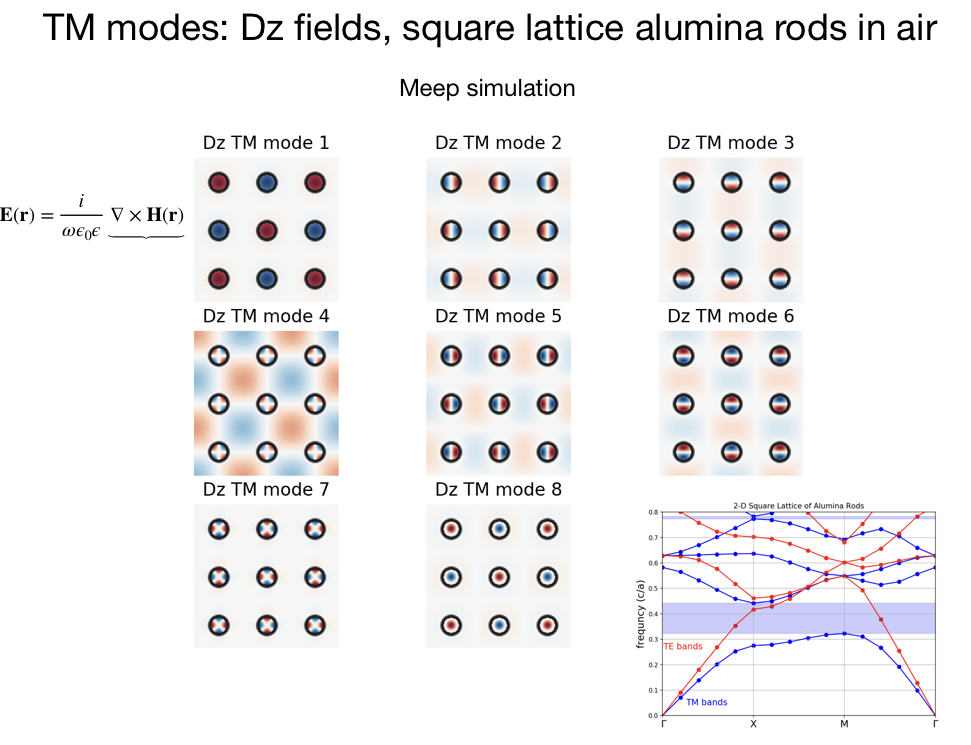 TM modes: Dz fields, square lattice alumina rods in air
Meep simulation
Dz TM mode 1
Dz TM mode 2
Dz TM mode 3
E(r) = i/(ωϵ₀ϵ) ∇ × H(r)
Dz TM mode 4
Dz TM mode 5
Dz TM mode 6
Dz TM mode 7
Dz TM mode 8
2-D Square Lattice of Alumina Rods
frequncy (c/a)
0.8
0.7
0.6
0.5
0.4
0.3
0.2
0.1
0.0
TE bands
TM bands
Γ X M Γ